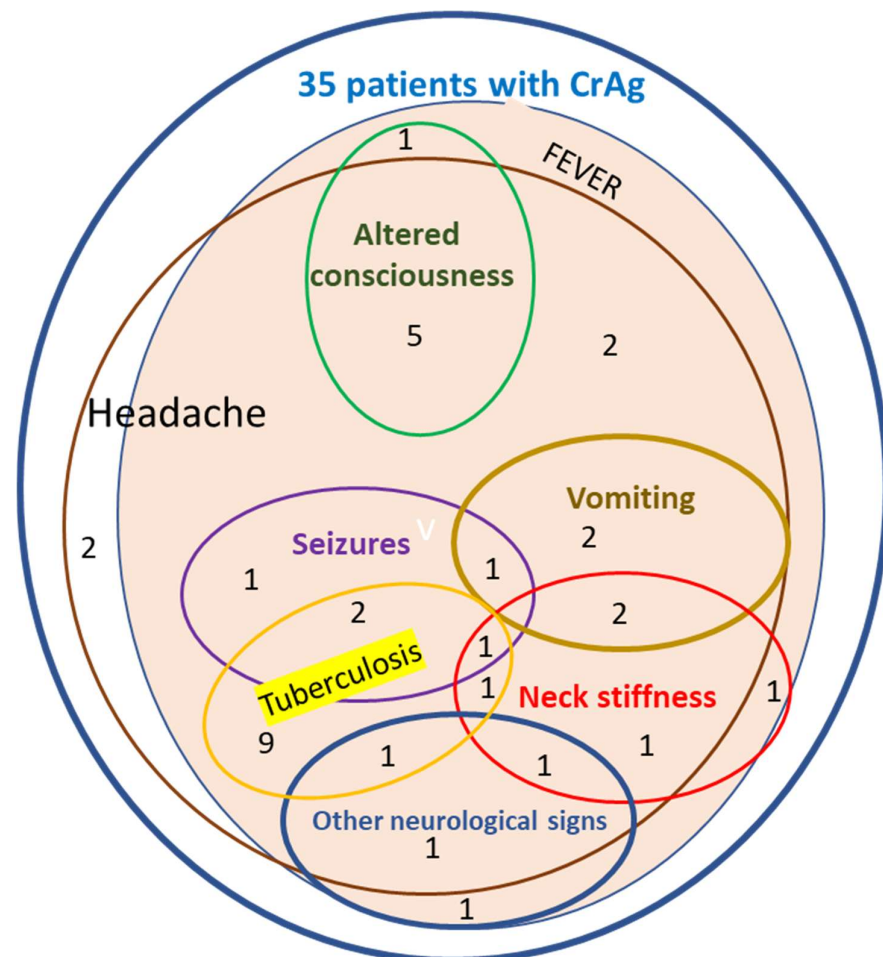 35 patients with CrAg
1
FEVER
Altered
consciousness
5
2
Headache
Vomiting
2
Seizures
V
2
1
1
2
2
1
Tuberculosis
1
Neck stiffness
1
9
1
1
1
Other neurological signs
1
1